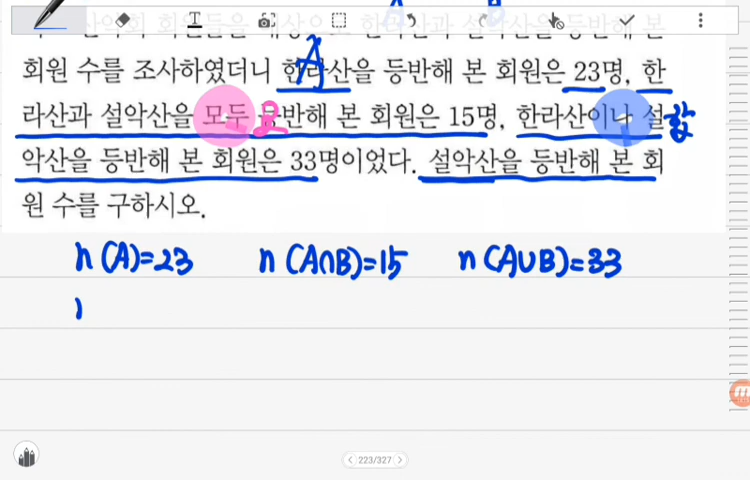 회원 수를 조사하였더니 한라산을 등반해 본 회원은 23명, 한
라산과 설악산을 모두 등반해 본 회원은 15명, 한라산이나 설
악산을 등반해 본 회원은 33명이었다. 설악산을 등반해 본 회
원 수를 구하시오.
n(A)=23 n(A∩B)=15 n(A∪B)=33
223/327